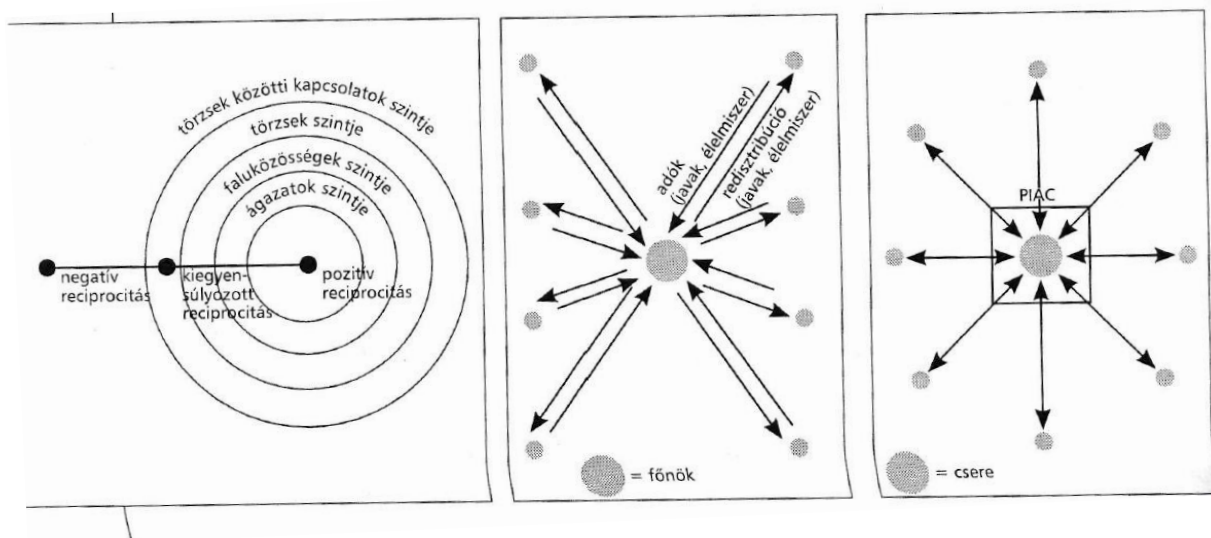 törzsek közötti kapcsolatok szintje
törzsek szintje
faluközösségek szintje
ágazatok szintje
negatív
reciprocitás
kiegyen-
súlyozott
reciprocitás
pozitív
reciprocitás
adók
(javak, élelmiszer)
redisztribúció
(javak, élelmiszer)
= főnök
PIAC
= csere